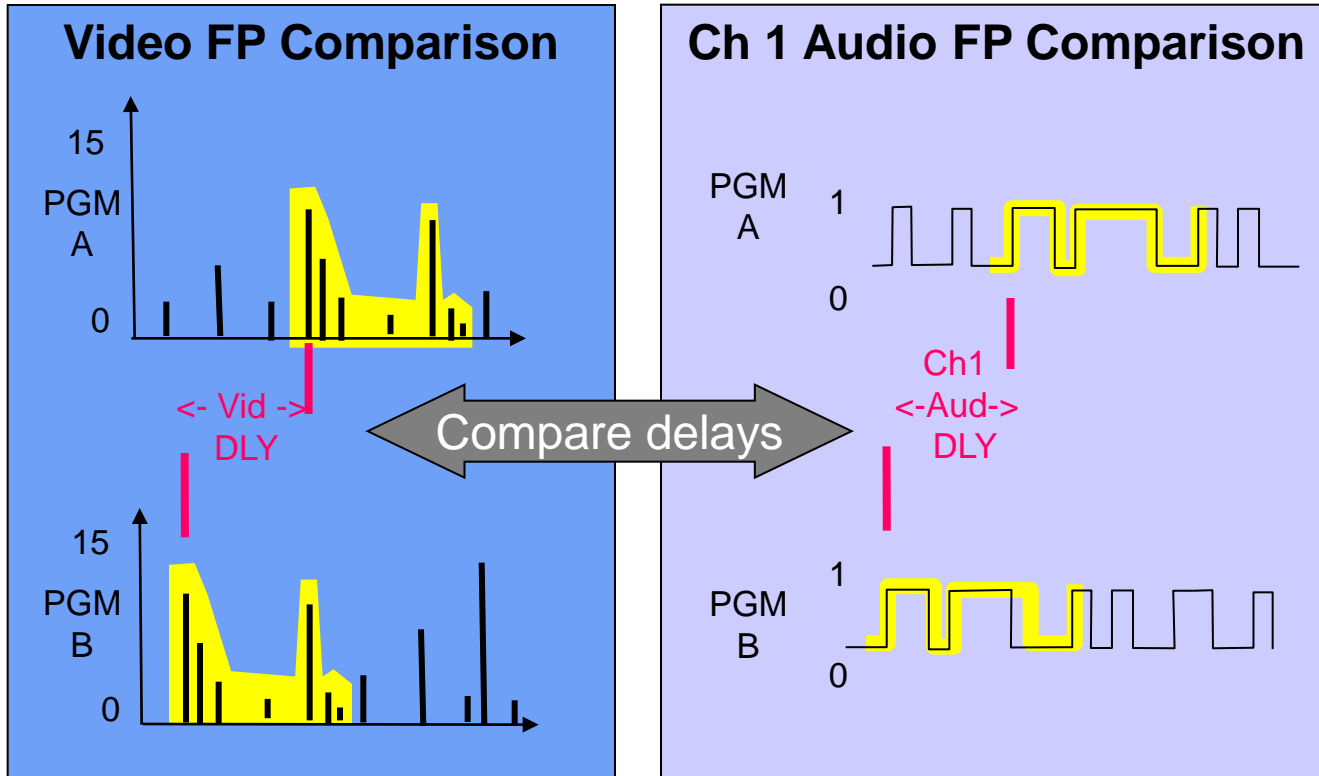 Video FP Comparison
15
PGM
A
0
<- Vid ->
DLY
15
PGM
B
0
Compare delays
Ch 1 Audio FP Comparison
PGM
A
1
0
Ch1
<-Aud->
DLY
1
PGM
B
0